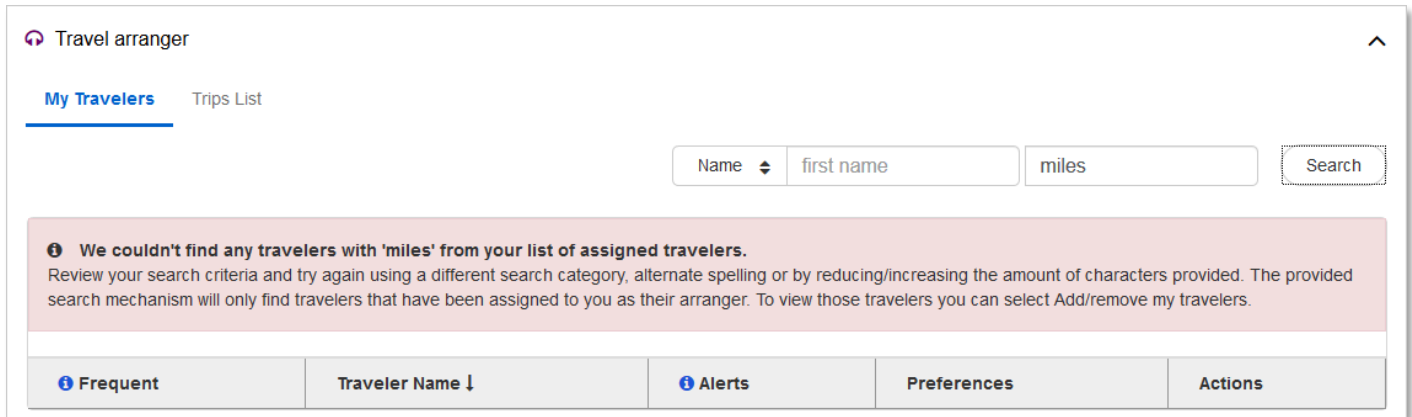 Travel arranger
My Travelers Trips List
Name first name miles Search
We couldn't find any travelers with 'miles' from your list of assigned travelers.
Review your search criteria and try again using a different search category, alternate spelling or by reducing/increasing the amount of characters provided. The provided
search mechanism will only find travelers that have been assigned to you as their arranger. To view those travelers you can select Add/remove my travelers.
Frequent Traveler Name Alerts Preferences Actions